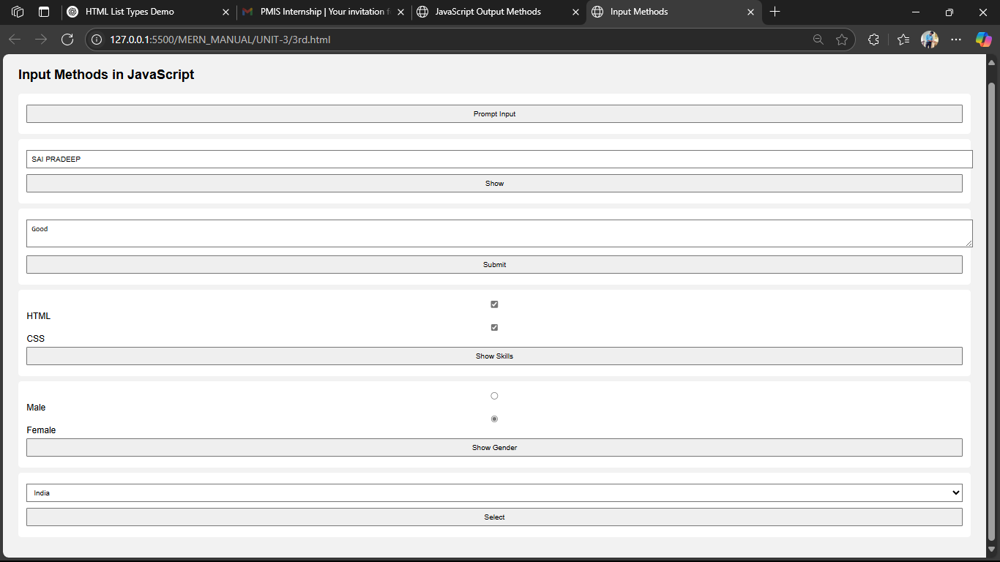 HTML List Types Demo
PMIS Internship | Your invitation f
JavaScript Output Methods
Input Methods
127.0.0.1:5500/MERN_MANUAL/UNIT-3/3rd.html
Input Methods in JavaScript
Prompt Input
SAI PRADEEP
Show
Good
Submit
HTML
CSS
Show Skills
Male
Female
Show Gender
India
Select